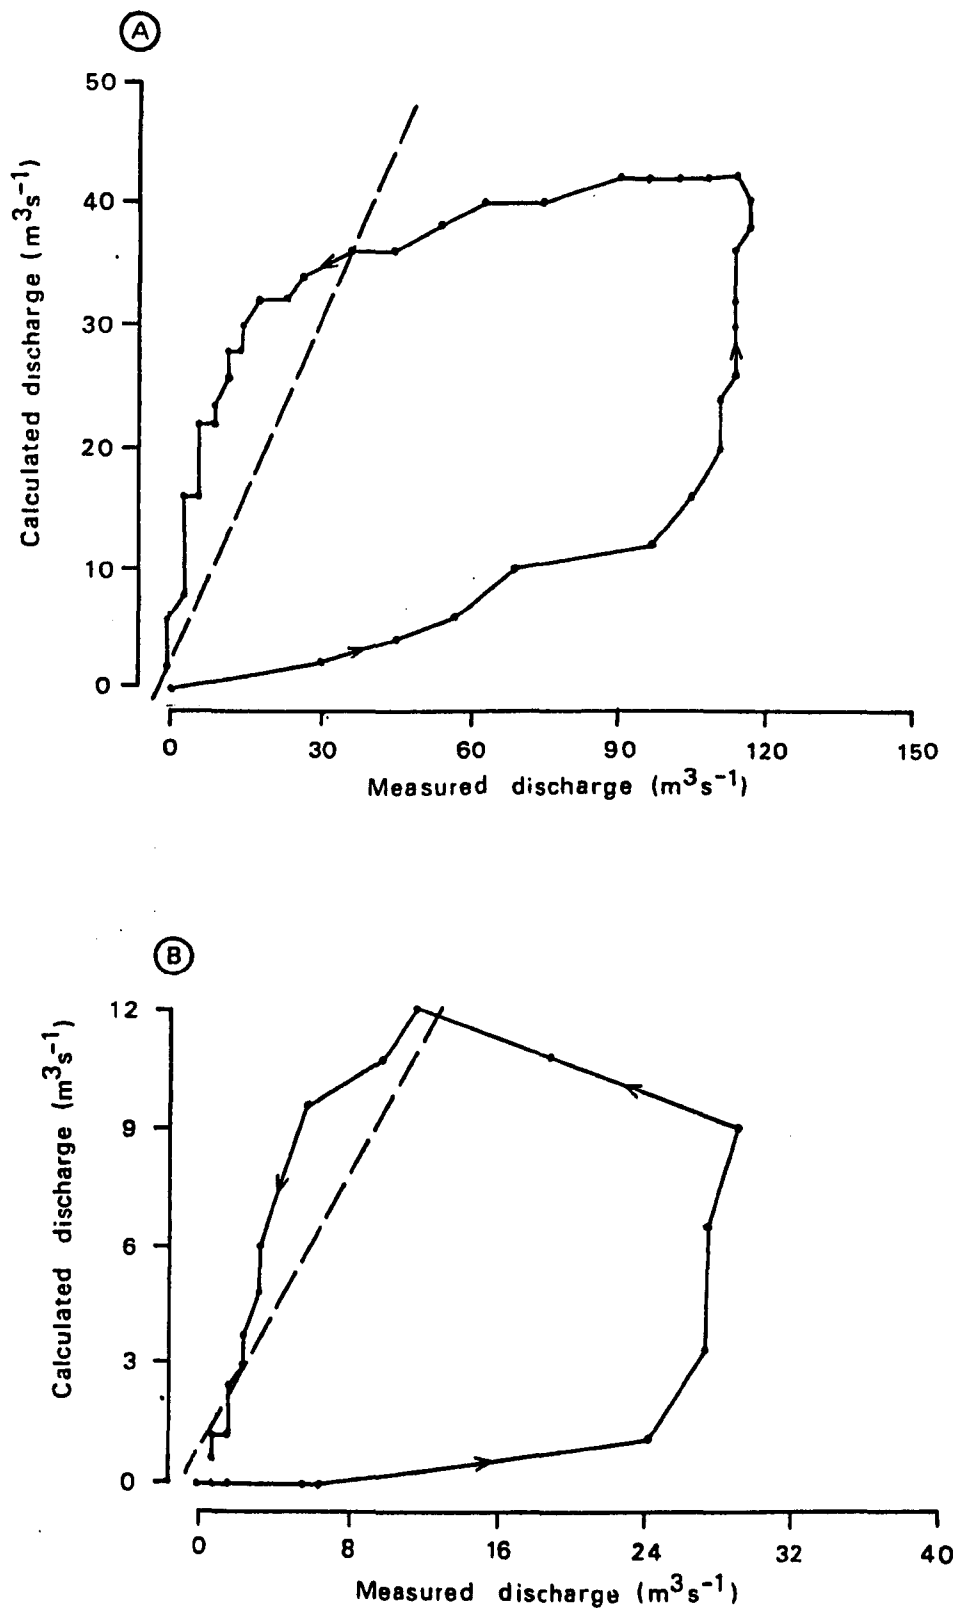 A
50
40
30
20
10
0
Calculated discharge (m³s⁻¹)
0 30 60 90 120 150
Measured discharge (m³s⁻¹)
B
12
9
6
3
0
Calculated discharge (m³s⁻¹)
0 8 16 24 32 40
Measured discharge (m³s⁻¹)